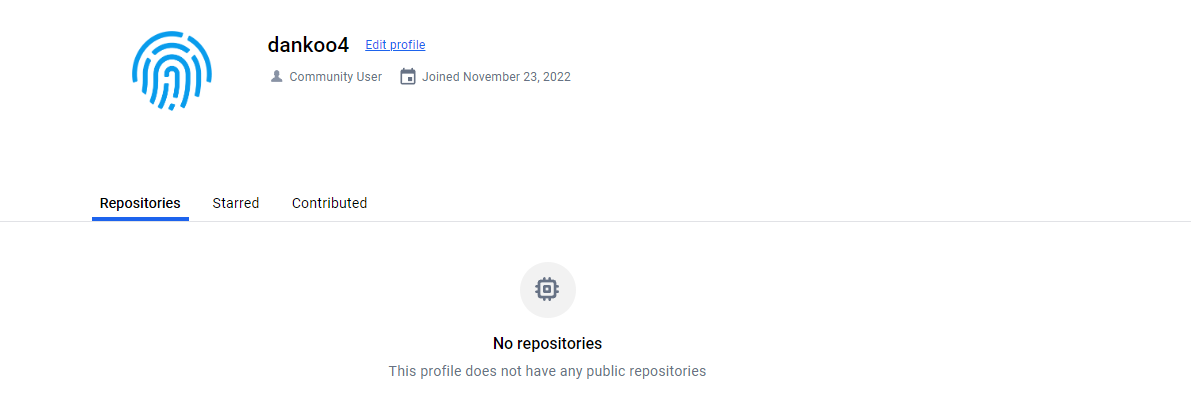 dankoo4 Edit profile
Community User Joined November 23, 2022
Repositories Starred Contributed
No repositories
This profile does not have any public repositories